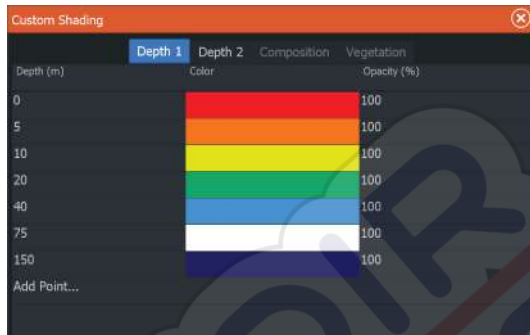 Custom Shading
Depth 1 Depth 2 Composition Vegetation
Depth (m) Color Opacity (%)
0 100
5 100
10 100
20 100
40 100
75 100
150 100
Add Point...